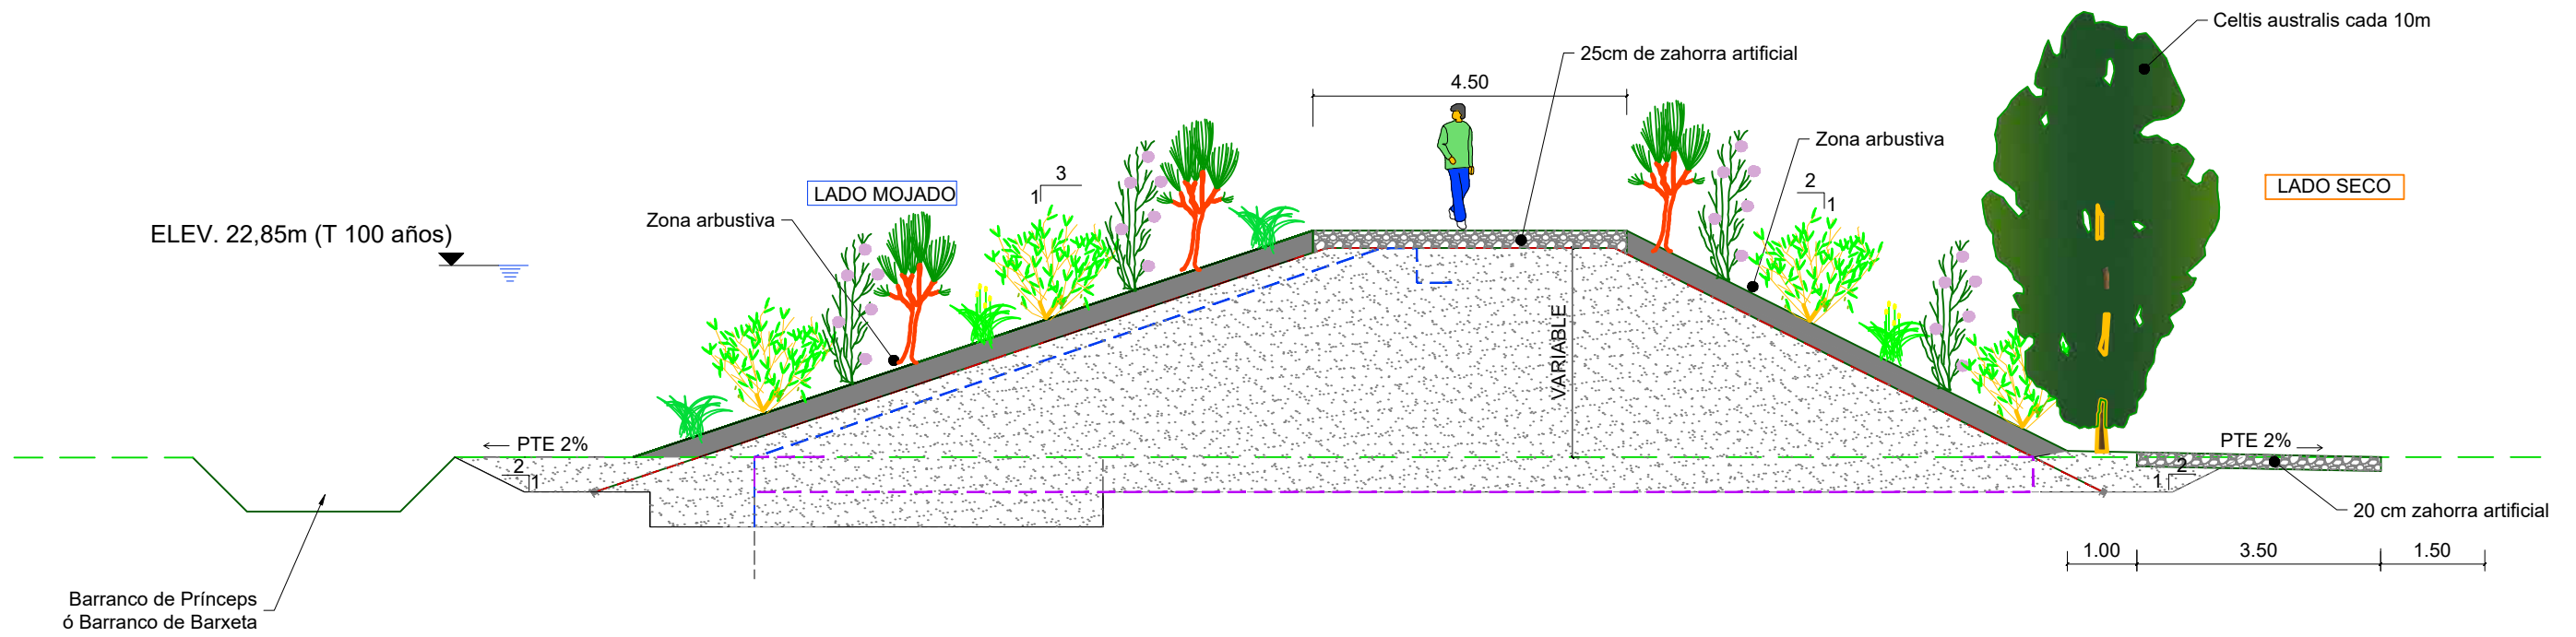 Celtis australis cada 10m
25cm de zahorra artificial
4.50
Zona arbustiva
3
1
2
1
LADO MOJADO
LADO SECO
Zona arbustiva
ELEV. 22,85m (T 100 años)
VARIABLE
PTE 2%
PTE 2%
2
1
2
1
20 cm zahorra artificial
1.00
3.50
1.50
Barranco de Prínceps
ó Barranco de Barxeta